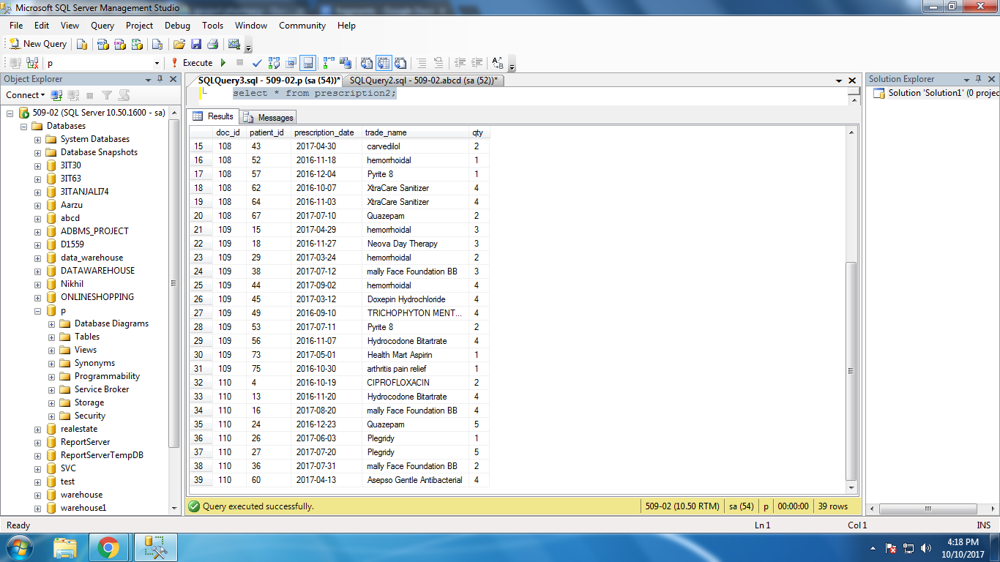 Microsoft SQL Server Management Studio
File Edit View Query Project Debug Tools Window Community Help
New Query
p Execute
Object Explorer
Connect
509-02 (SQL Server 10.50.1600 - sa)
Databases
System Databases
Database Snapshots
3IT30
3IT63
3ITANJALI74
Aarzu
abcd
ADBMS_PROJECT
D1559
data_warehouse
DATAWAREHOUSE
Nikhil
ONLINESHOPPING
p
Database Diagrams
Tables
Views
Synonyms
Programmability
Service Broker
Storage
Security
realestate
ReportServer
ReportServerTempDB
SVC
test
warehouse
warehouse1
SQLQuery3.sql - 509-02.p (sa (54))* SQLQuery2.sql - 509-02.abcd (sa (52))*
select * from prescription2;
Results Messages
doc_id patient_id prescription_date trade_name qty
15 108 43 2017-04-30 carvedilol 2
16 108 52 2016-11-18 hemorrhoidal 1
17 108 57 2016-12-04 Pyrite 8 1
18 108 62 2016-10-07 XtraCare Sanitizer 4
19 108 64 2016-11-03 XtraCare Sanitizer 4
20 108 67 2017-07-10 Quazepam 2
21 109 15 2017-04-29 hemorrhoidal 3
22 109 18 2016-11-27 Neova Day Therapy 3
23 109 29 2017-03-24 hemorrhoidal 2
24 109 38 2017-07-12 mally Face Foundation BB 3
25 109 44 2017-09-02 hemorrhoidal 4
26 109 45 2017-03-12 Doxepin Hydrochloride 4
27 109 49 2016-09-10 TRICHOPHYTON MENT... 4
28 109 53 2017-07-11 Pyrite 8 2
29 109 56 2016-11-07 Hydrocodone Bitartrate 4
30 109 73 2017-05-01 Health Mart Aspirin 1
31 109 75 2016-10-30 arthritis pain relief 1
32 110 4 2016-10-19 CIPROFLOXACIN 2
33 110 13 2016-11-20 Hydrocodone Bitartrate 4
34 110 16 2017-08-20 mally Face Foundation BB 4
35 110 24 2016-12-23 Quazepam 5
36 110 26 2017-06-03 Plegridy 1
37 110 27 2017-07-20 Plegridy 5
38 110 36 2017-07-31 mally Face Foundation BB 2
39 110 60 2017-04-13 Asepso Gentle Antibacterial 4
Query executed successfully. 509-02 (10.50 RTM) sa (54) p 00:00:00 39 rows
Solution Explorer
Solution 'Solution1' (0 projec
Ready Ln 1 Col 1 INS
4:18 PM
10/10/2017